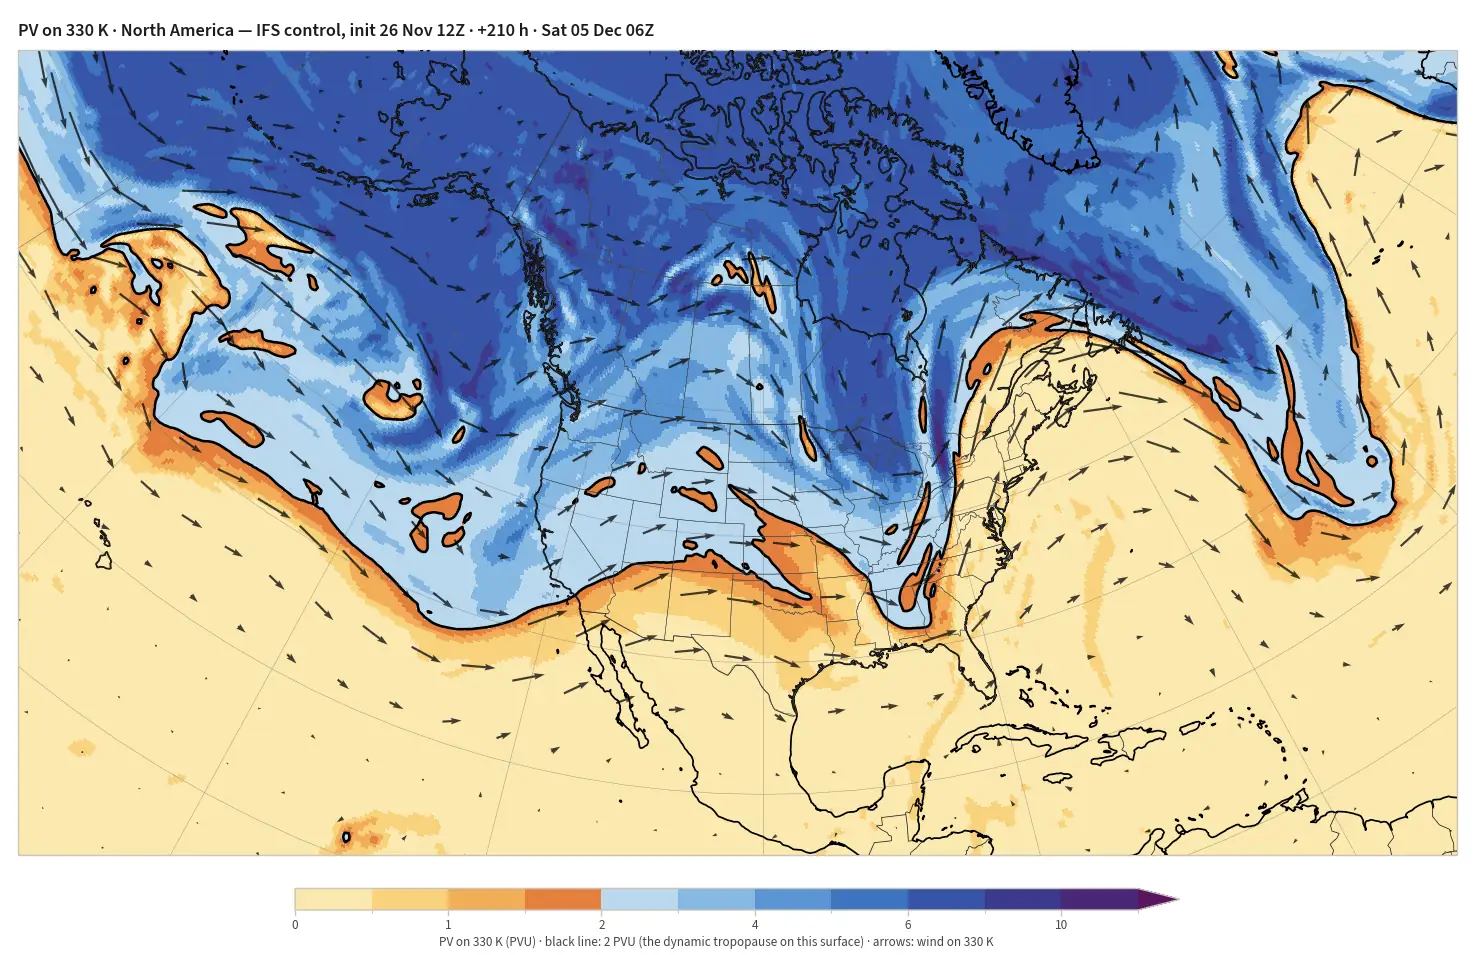 PV on 330 K · North America — IFS control, init 26 Nov 12Z · +210 h · Sat 05 Dec 06Z
0 1 2 4 6 10
PV on 330 K (PVU) · black line: 2 PVU (the dynamic tropopause on this surface) · arrows: wind on 330 K